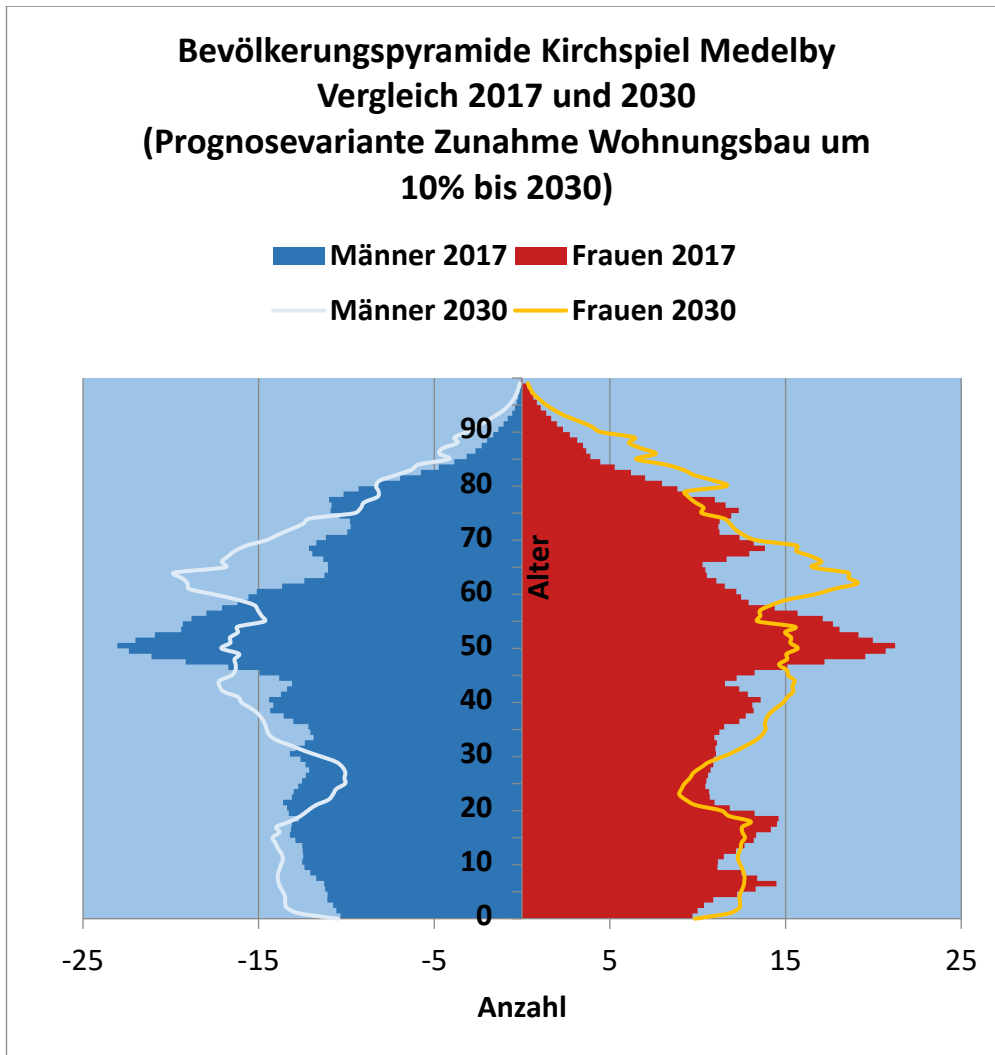 Bevölkerungspyramide Kirchspiel Medelby
Vergleich 2017 und 2030
(Prognosevariante Zunahme Wohnungsbau um
10% bis 2030)
Männer 2017 Frauen 2017
Männer 2030 Frauen 2030
90
80
70
60
50
40
30
20
10
0
Alter
-25 -15 -5 5 15 25
Anzahl